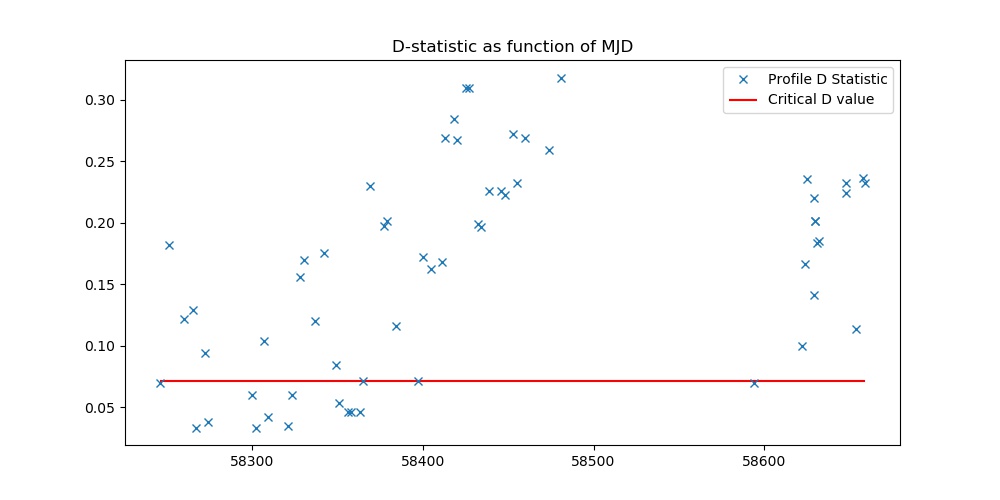 D-statistic as function of MJD
Profile D Statistic
Critical D value
0.30
0.25
0.20
0.15
0.10
0.05
58300 58400 58500 58600